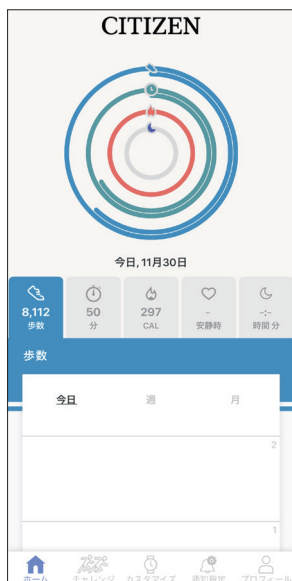 CITIZEN
今日, 11月30日
8,112
歩数
50
分
297
CAL
-
安静時
-:-
時間 分
歩数
今日
週
月
2
1
ホーム
チャレンジ
カスタマイズ
通知設定
プロフィール